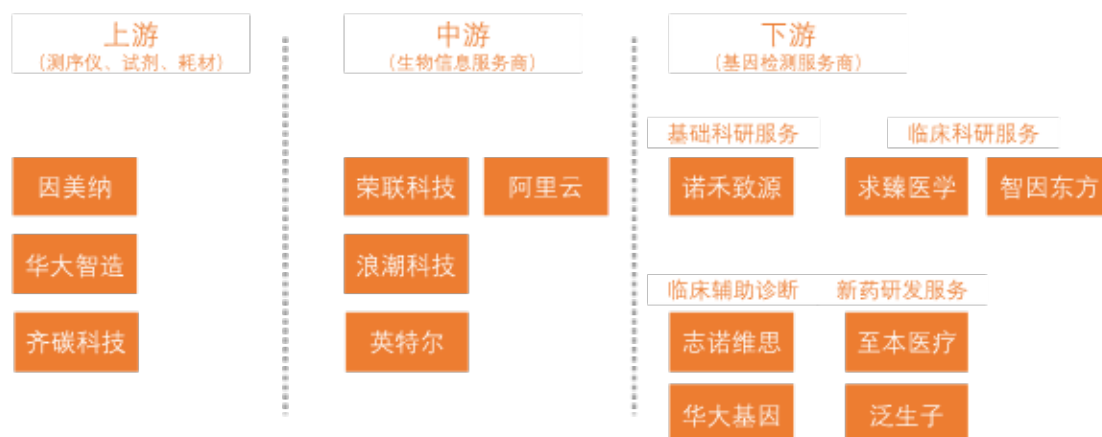 上游
（测序仪、试剂、耗材）
中游
（生物信息服务商）
下游
（基因检测服务商）
基础科研服务
临床科研服务
因美纳
荣联科技
阿里云
诺禾致源
求臻医学
智因东方
华大智造
浪潮科技
临床辅助诊断
新药研发服务
齐碳科技
英特尔
志诺维思
至本医疗
华大基因
泛生子